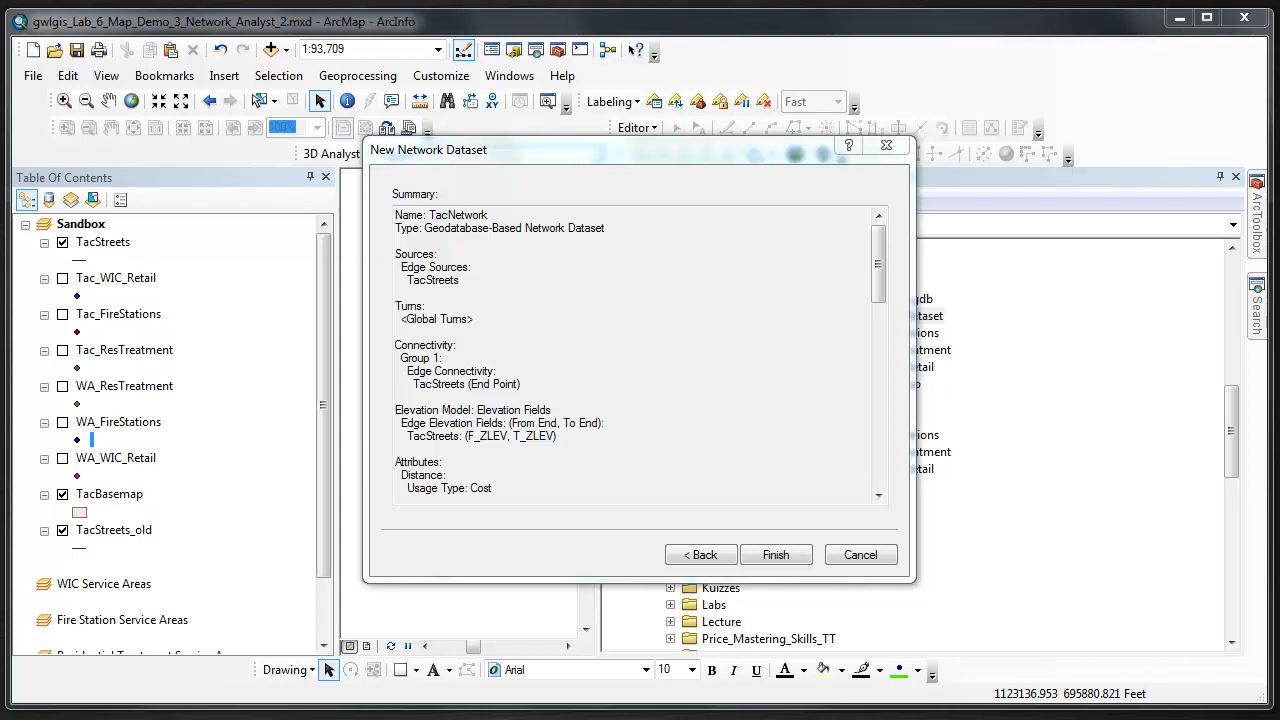 gwlgis_Lab_6_Map_Demo_3_Network_Analyst_2.mxd - ArcMap - ArcInfo
1:93,709
File Edit View Bookmarks Insert Selection Geoprocessing Customize Windows Help
Labeling Fast
100% Editor
3D Analyst
New Network Dataset
Table Of Contents
Sandbox
TacStreets
Tac_WIC_Retail
Tac_FireStations
Tac_ResTreatment
WA_ResTreatment
WA_FireStations
WA_WIC_Retail
TacBasemap
TacStreets_old
WIC Service Areas
Fire Station Service Areas
Summary:
Name: TacNetwork
Type: Geodatabase-Based Network Dataset
Sources:
Edge Sources:
TacStreets
Turns:
<Global Turns>
Connectivity:
Group 1:
Edge Connectivity:
TacStreets (End Point)
Elevation Model: Elevation Fields
Edge Elevation Fields: (From End, To End):
TacStreets: (F_ZLEV, T_ZLEV)
Attributes:
Distance:
Usage Type: Cost
< Back Finish Cancel
gdb
ataset
ions
tment
tail
ions
tment
tail
Kuizzes
Labs
Lecture
Price_Mastering_Skills_TT
ArcToolbox
Search
Drawing A Arial 10 B I U A
1123136.953 695880.821 Feet